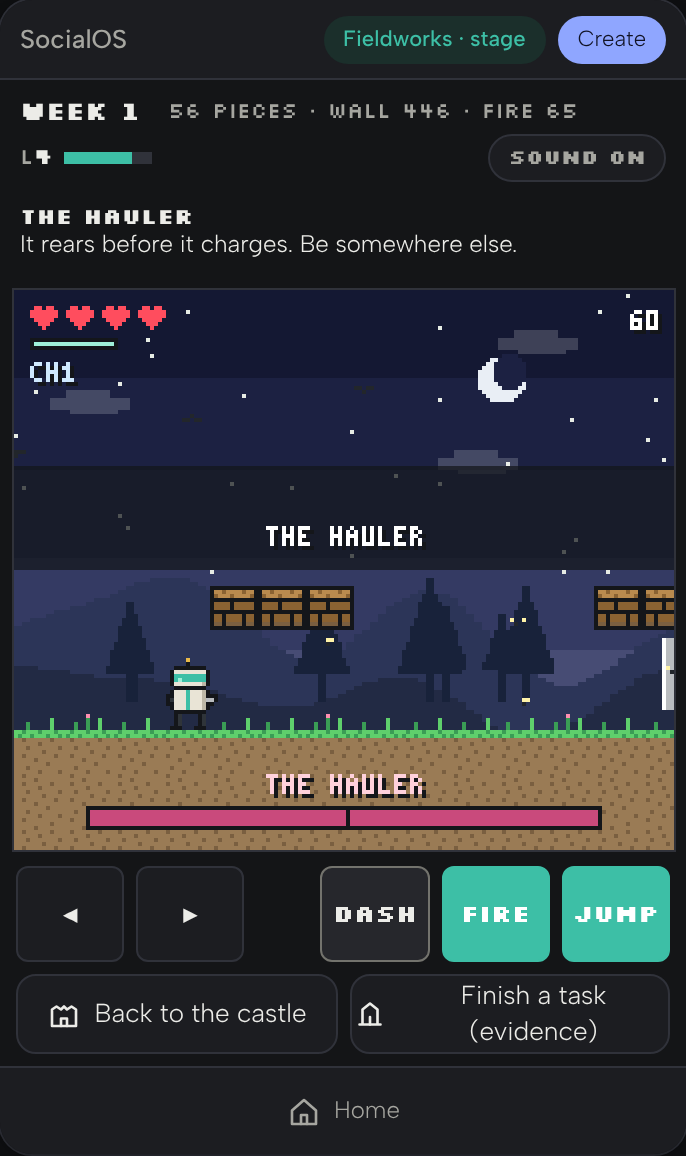 SocialOS
Fieldworks · stage
Create
WEEK 1
56 PIECES · WALL 446 · FIRE 65
L4
SOUND ON
THE HAULER
It rears before it charges. Be somewhere else.
60
CH1
THE HAULER
THE HAULER
◄
►
DASH
FIRE
JUMP
Back to the castle
Finish a task
(evidence)
Home